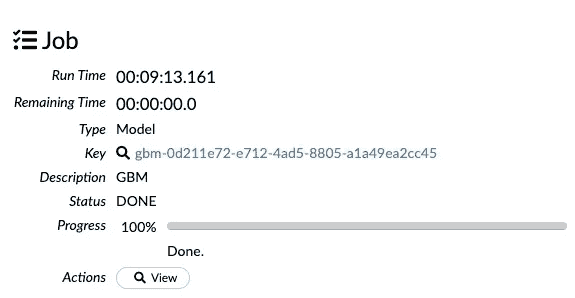 Job
Run Time 00:09:13.161
Remaining Time 00:00:00.0
Type Model
Key gbm-0d211e72-e712-4ad5-8805-a1a49ea2cc45
Description GBM
Status DONE
Progress 100%
Done.
Actions View